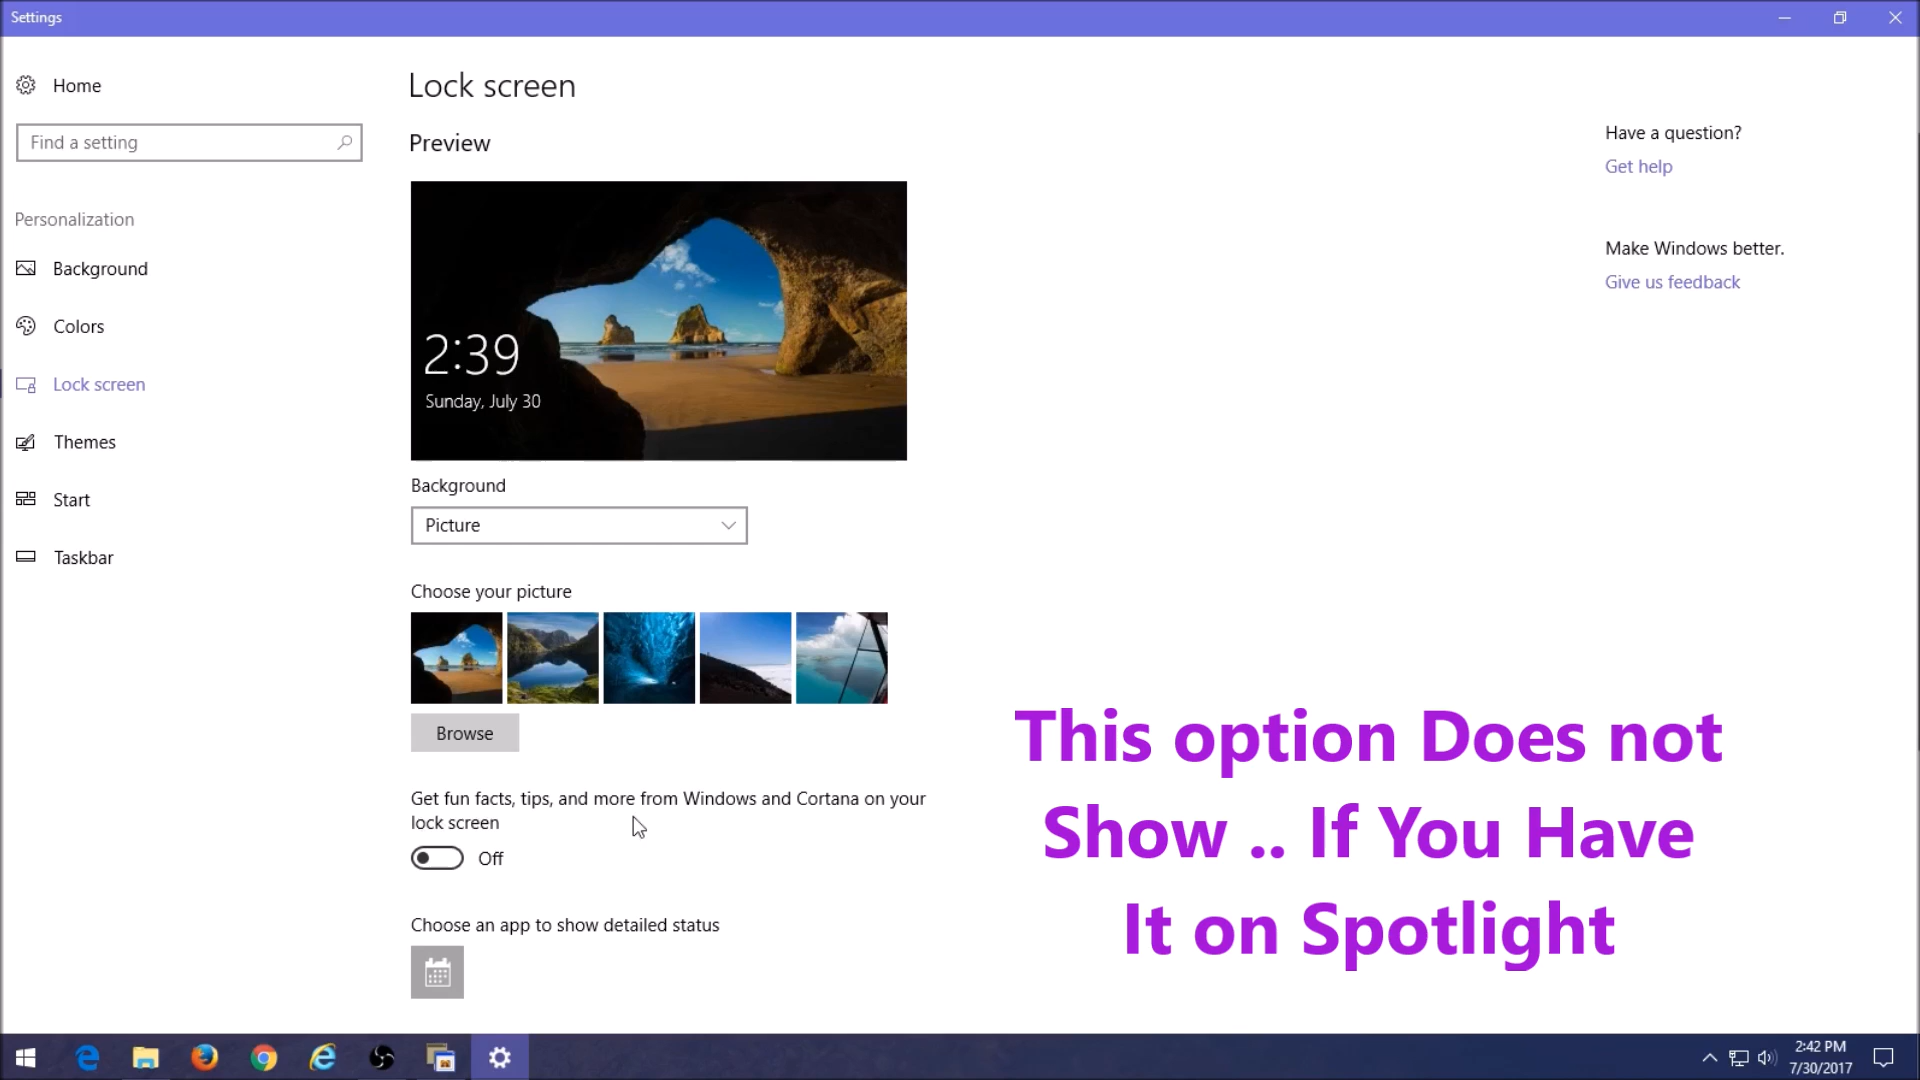 Settings
Home
Find a setting
Personalization
Background
Colors
Lock screen
Themes
Start
Taskbar
Lock screen
Preview
2:39
Sunday, July 30
Background
Picture
Choose your picture
Browse
Get fun facts, tips, and more from Windows and Cortana on your
lock screen
Off
Choose an app to show detailed status
Have a question?
Get help
Make Windows better.
Give us feedback
This option Does not
Show .. If You Have
It on Spotlight
2:42 PM
7/30/2017